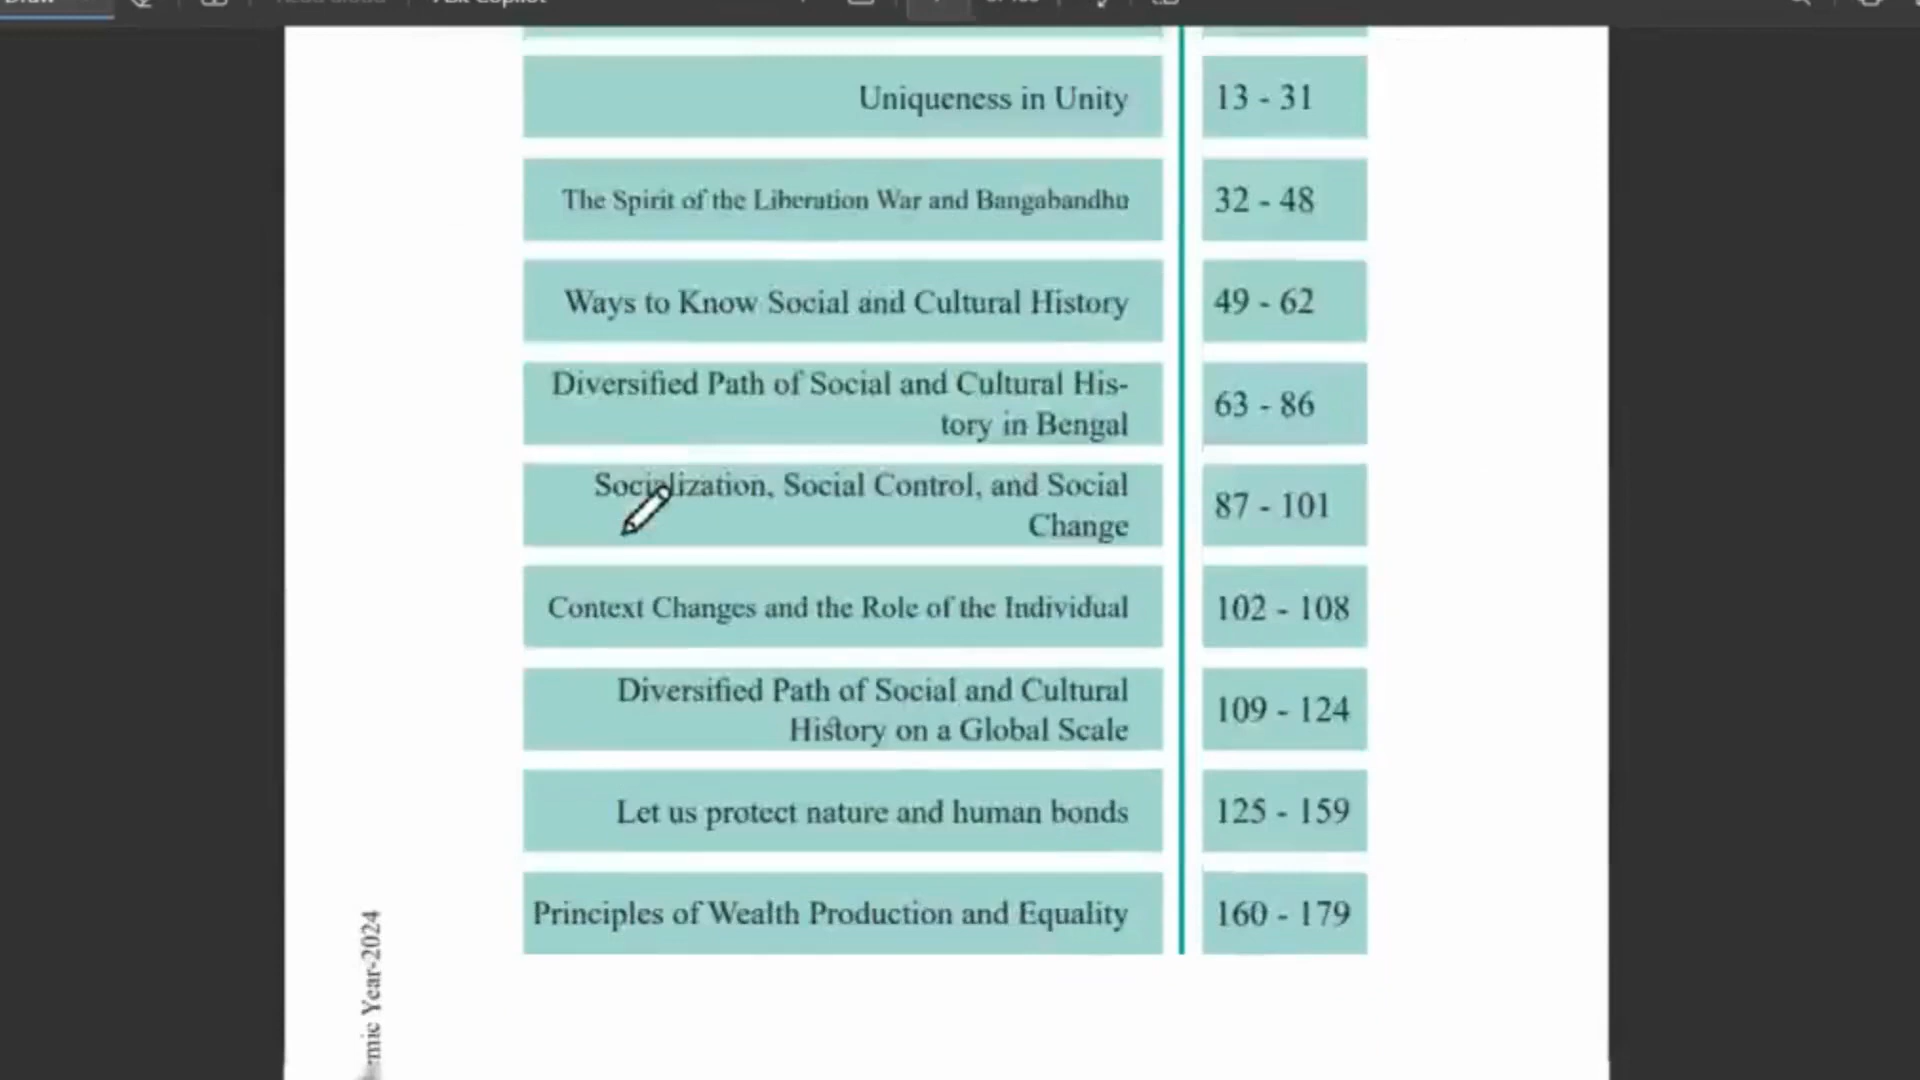 Ask Copilot
Uniqueness in Unity
13 - 31
The Spirit of the Liberation War and Bangabandhu
32 - 48
Ways to Know Social and Cultural History
49 - 62
Diversified Path of Social and Cultural His-
tory in Bengal
63 - 86
Socialization, Social Control, and Social
Change
87 - 101
Context Changes and the Role of the Individual
102 - 108
Diversified Path of Social and Cultural
History on a Global Scale
109 - 124
Let us protect nature and human bonds
125 - 159
Principles of Wealth Production and Equality
160 - 179
Year-2024